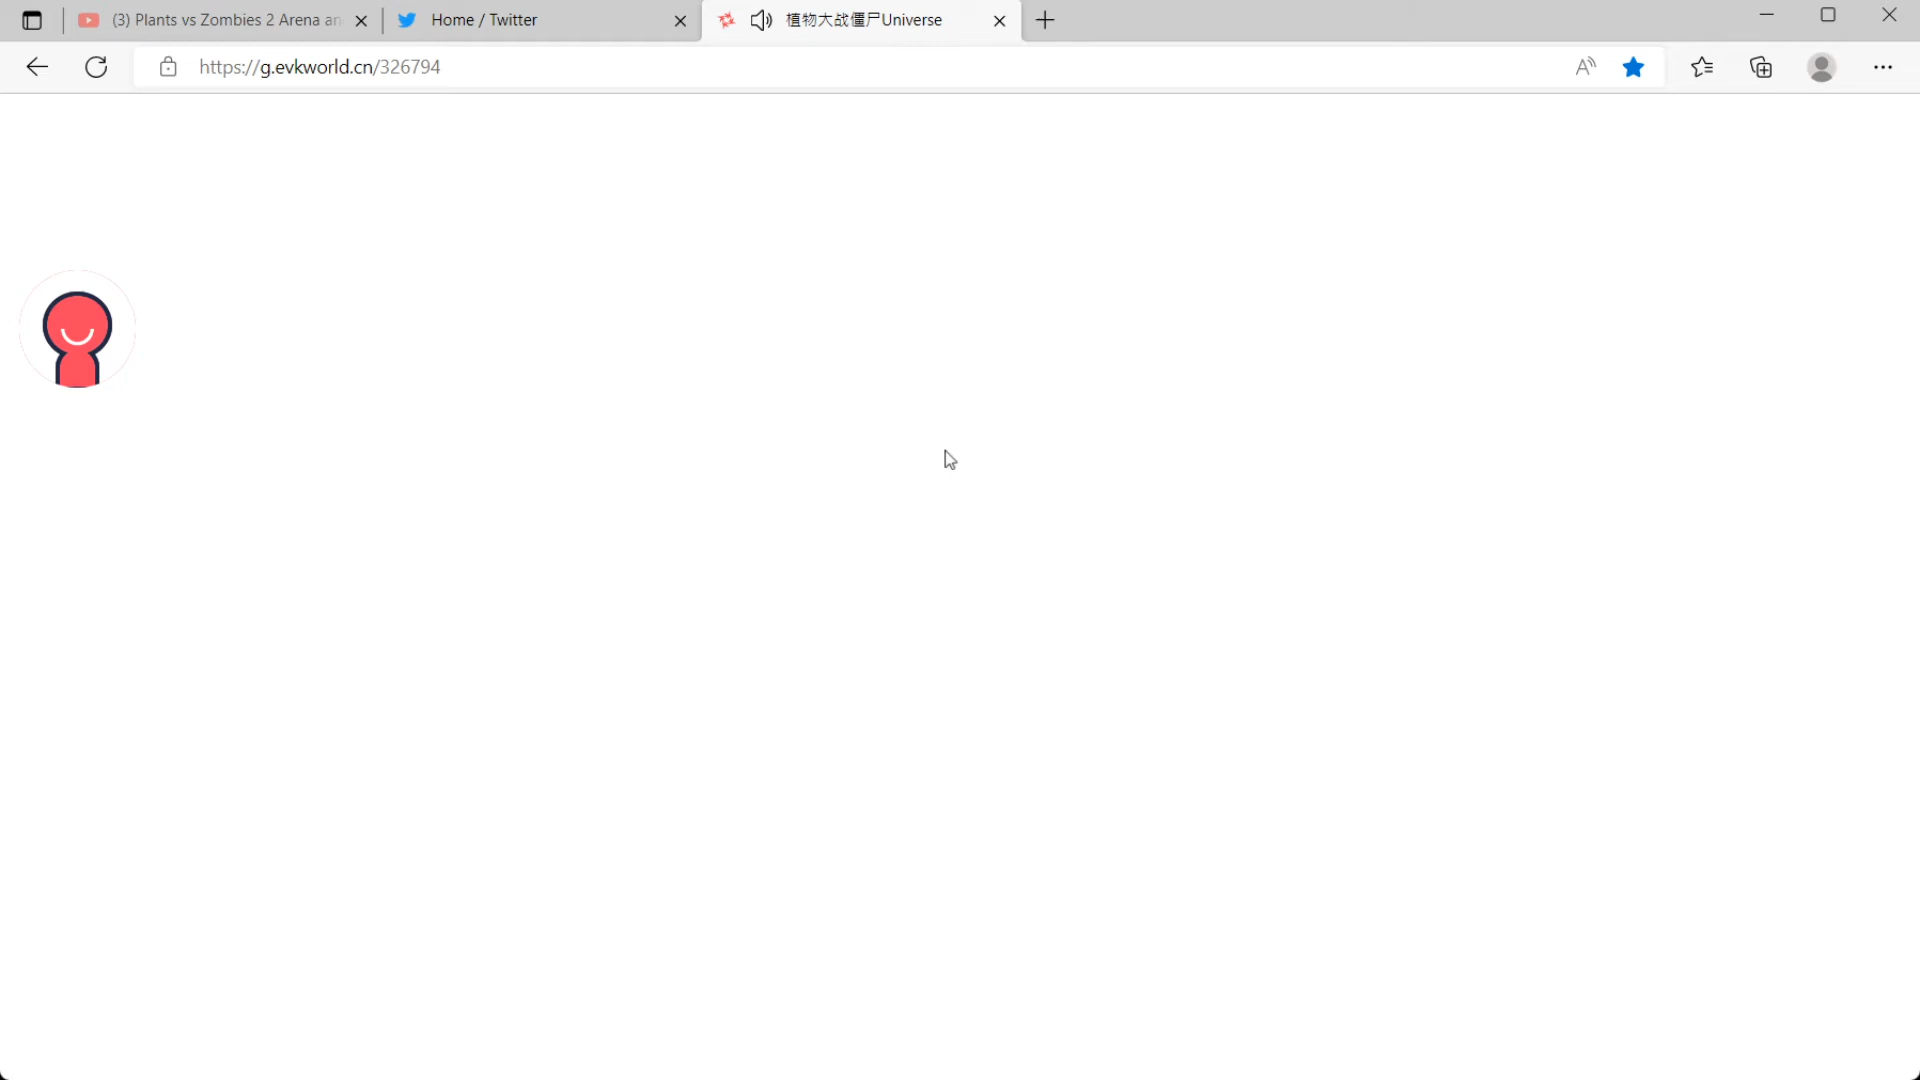 (3) Plants vs Zombies 2 Arena an
Home / Twitter
植物大战僵尸Universe
https://g.evkworld.cn/326794